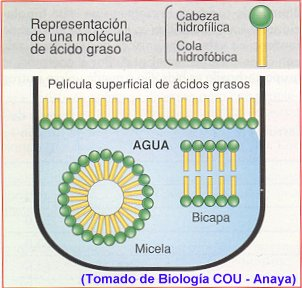 Representación
de una molécula
de ácido graso
Cabeza
hidrofílica
Cola
hidrofóbica
Película superficial de ácidos grasos
AGUA
Bicapa
Micela
(Tomado de Biología COU - Anaya)